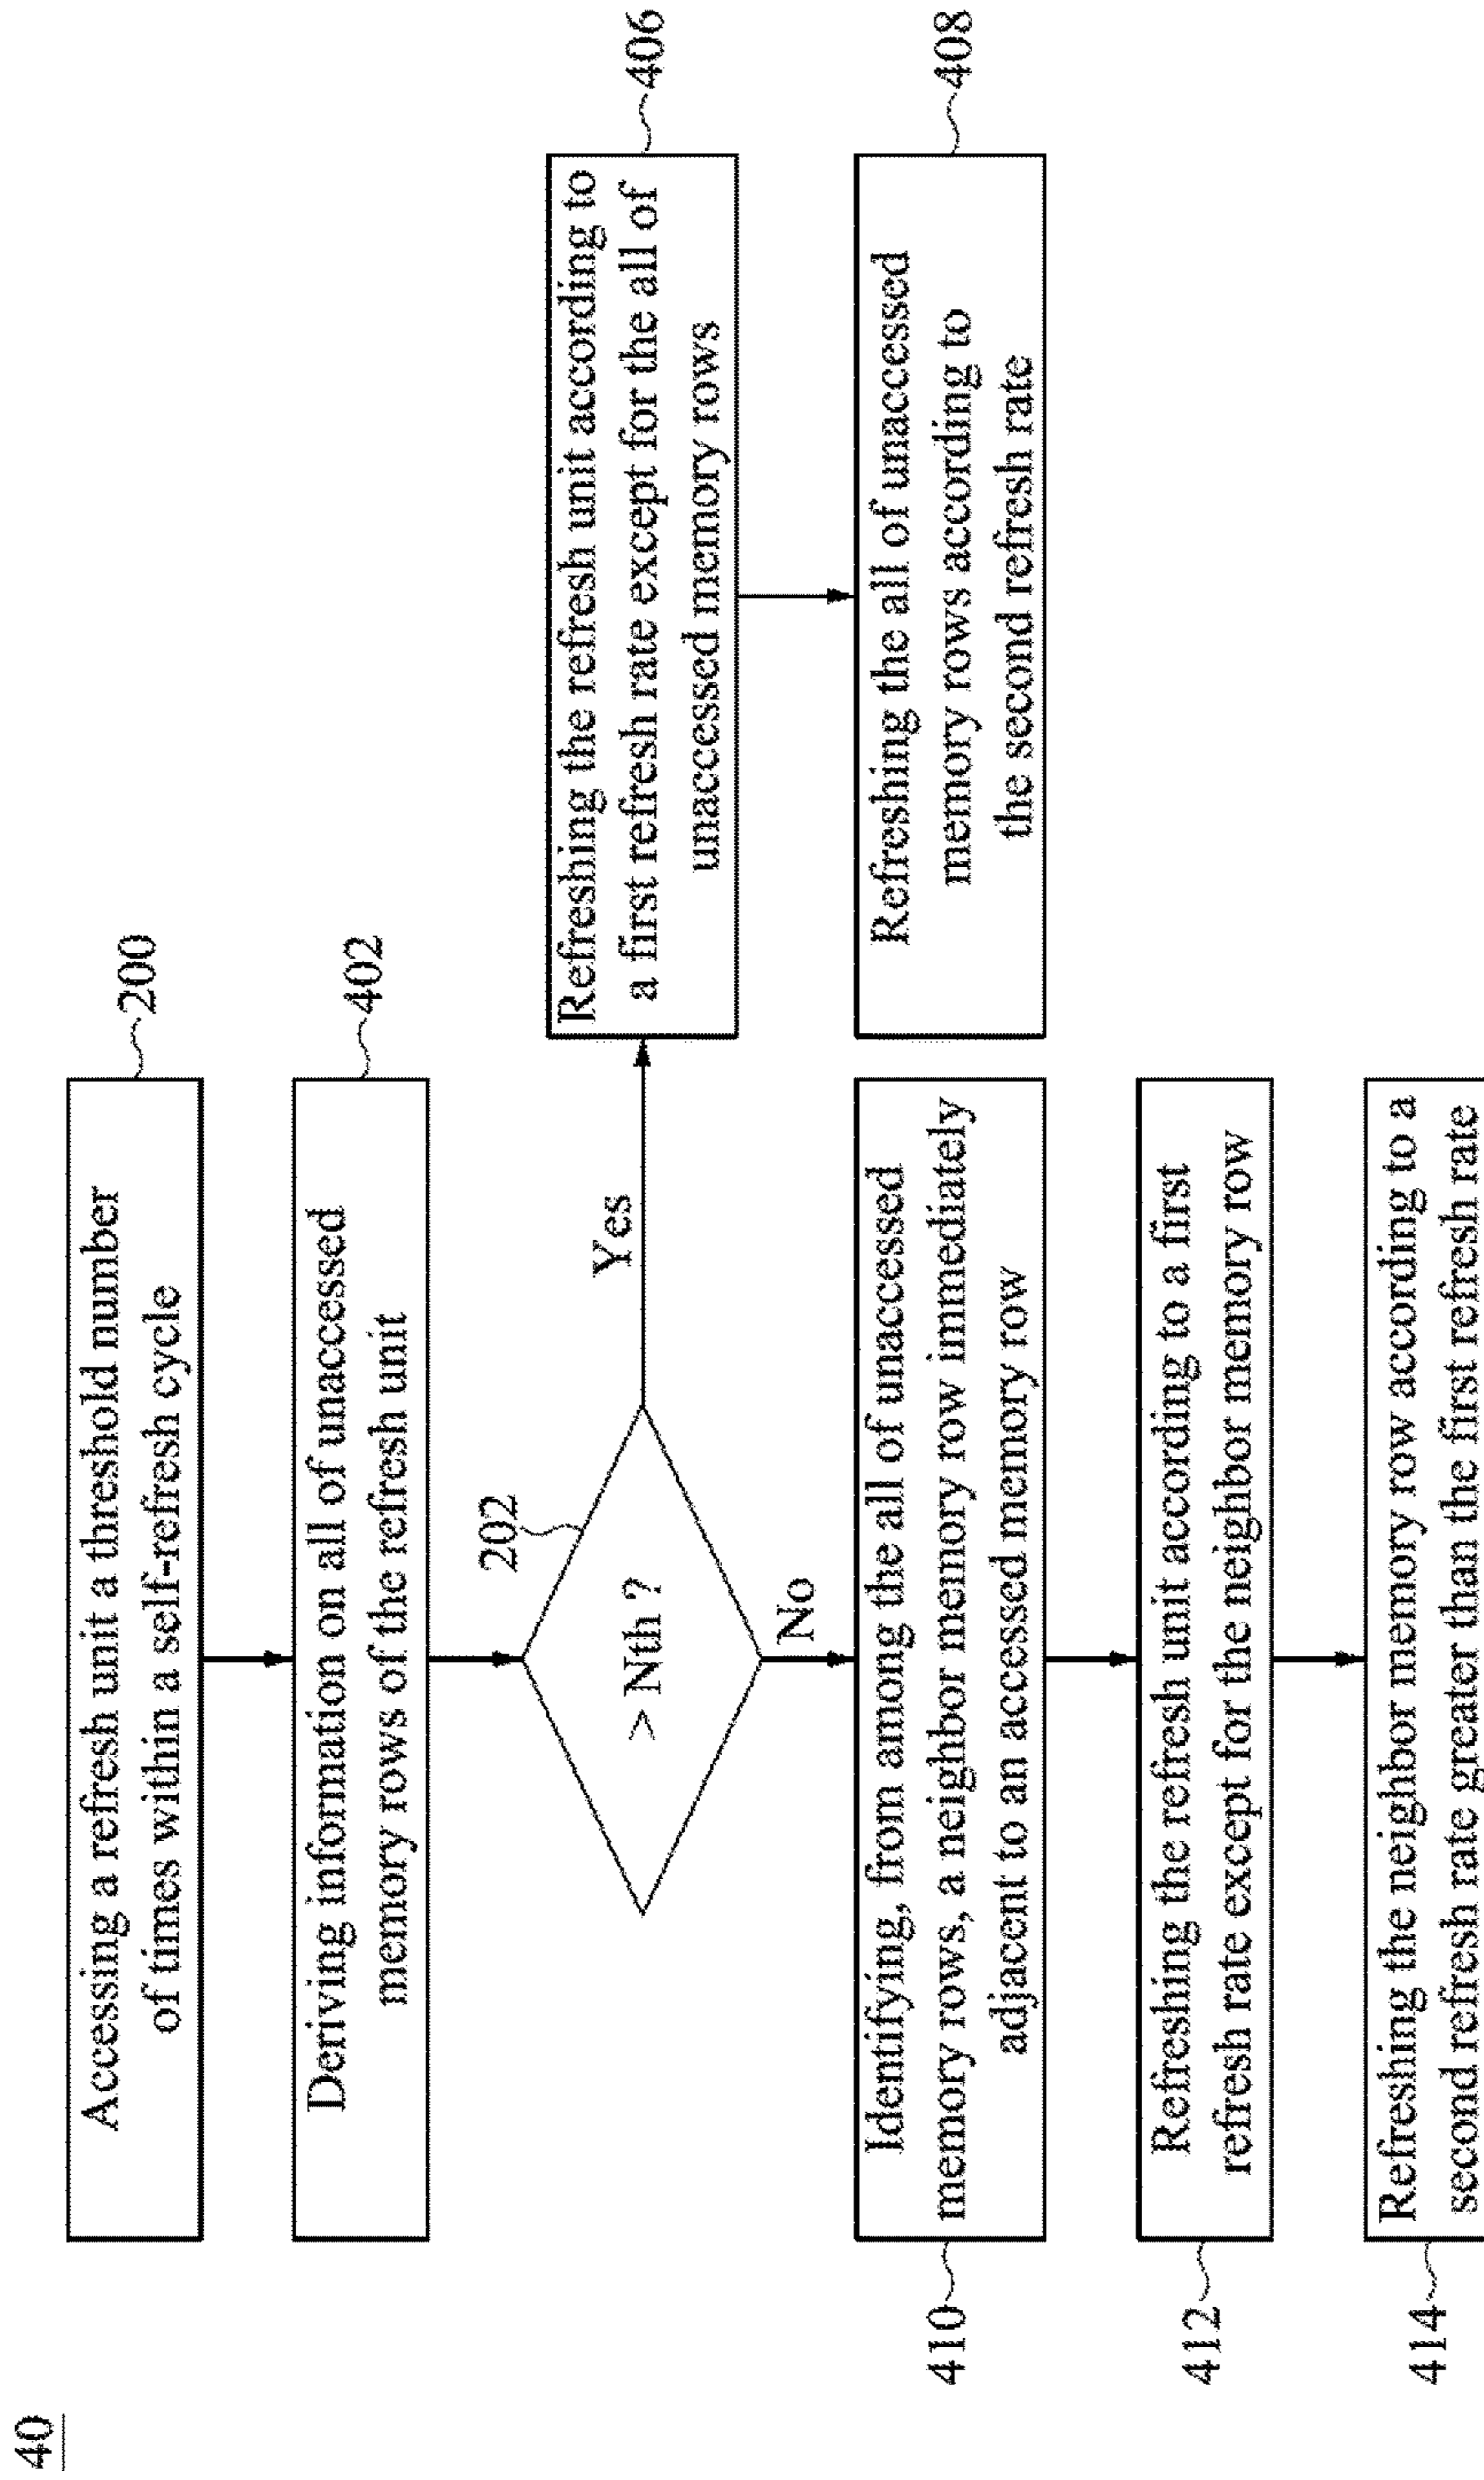 40
200
Accessing a refresh unit a threshold number
of times within a self-refresh cycle
402
Deriving information on all of unaccessed
memory rows of the refresh unit
202
> Nth ?
Yes
No
406
Refreshing the refresh unit according to
a first refresh rate except for the all of
unaccessed memory rows
408
Refreshing the all of unaccessed
memory rows according to
the second refresh rate
410
Identifying, from among the all of unaccessed
memory rows, a neighbor memory row immediately
adjacent to an accessed memory row
412
Refreshing the refresh unit according to a first
refresh rate except for the neighbor memory row
414
Refreshing the neighbor memory row according to a
second refresh rate greater than the first refresh rate